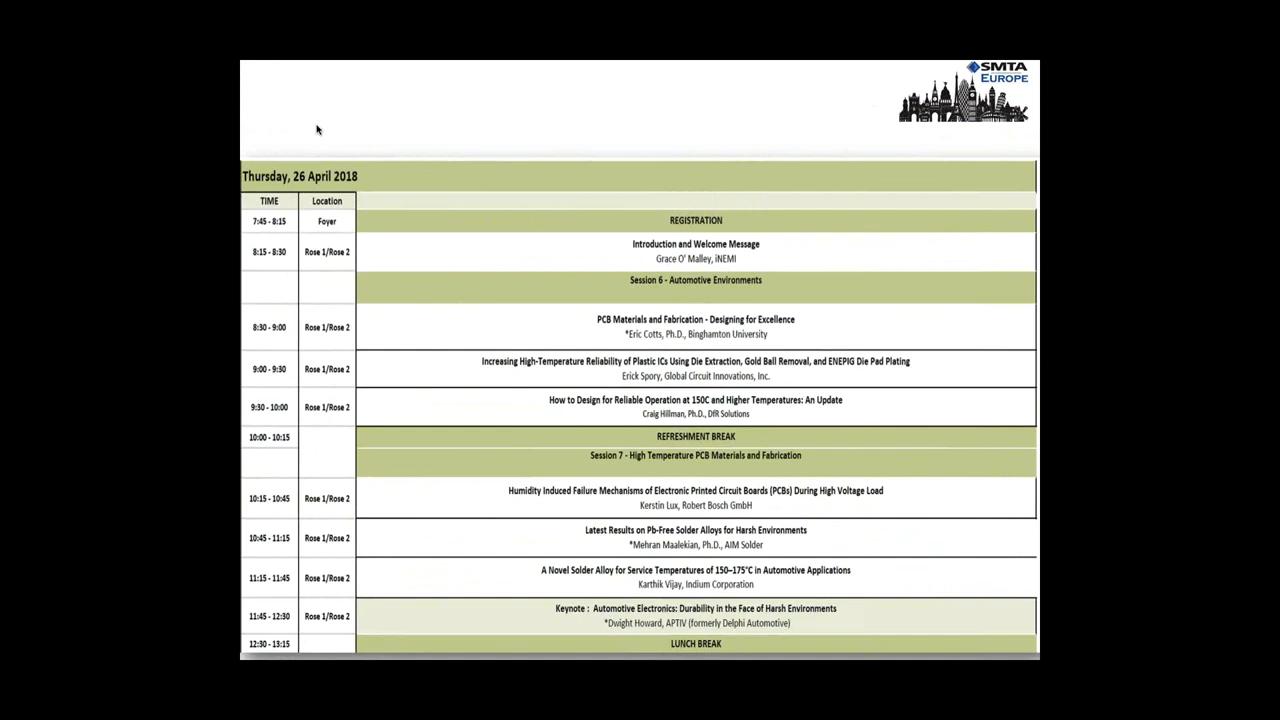 SMTA
EUROPE
Thursday, 26 April 2018
TIME Location
7:45 - 8:15 Foyer REGISTRATION
8:15 - 8:30 Rose 1/Rose 2 Introduction and Welcome Message
Grace O' Malley, iNEMI
Session 6 - Automotive Environments
8:30 - 9:00 Rose 1/Rose 2 PCB Materials and Fabrication - Designing for Excellence
*Eric Cotts, Ph.D., Binghamton University
9:00 - 9:30 Rose 1/Rose 2 Increasing High-Temperature Reliability of Plastic ICs Using Die Extraction, Gold Ball Removal, and ENEPIG Die Pad Plating
Erick Spory, Global Circuit Innovations, Inc.
9:30 - 10:00 Rose 1/Rose 2 How to Design for Reliable Operation at 150C and Higher Temperatures: An Update
Craig Hillman, Ph.D., DfR Solutions
10:00 - 10:15 REFRESHMENT BREAK
Session 7 - High Temperature PCB Materials and Fabrication
10:15 - 10:45 Rose 1/Rose 2 Humidity Induced Failure Mechanisms of Electronic Printed Circuit Boards (PCBs) During High Voltage Load
Kerstin Lux, Robert Bosch GmbH
10:45 - 11:15 Rose 1/Rose 2 Latest Results on Pb-Free Solder Alloys for Harsh Environments
*Mehran Maalekian, Ph.D., AIM Solder
11:15 - 11:45 Rose 1/Rose 2 A Novel Solder Alloy for Service Temperatures of 150–175°C in Automotive Applications
Karthik Vijay, Indium Corporation
11:45 - 12:30 Rose 1/Rose 2 Keynote : Automotive Electronics: Durability in the Face of Harsh Environments
*Dwight Howard, APTIV (formerly Delphi Automotive)
12:30 - 13:15 LUNCH BREAK